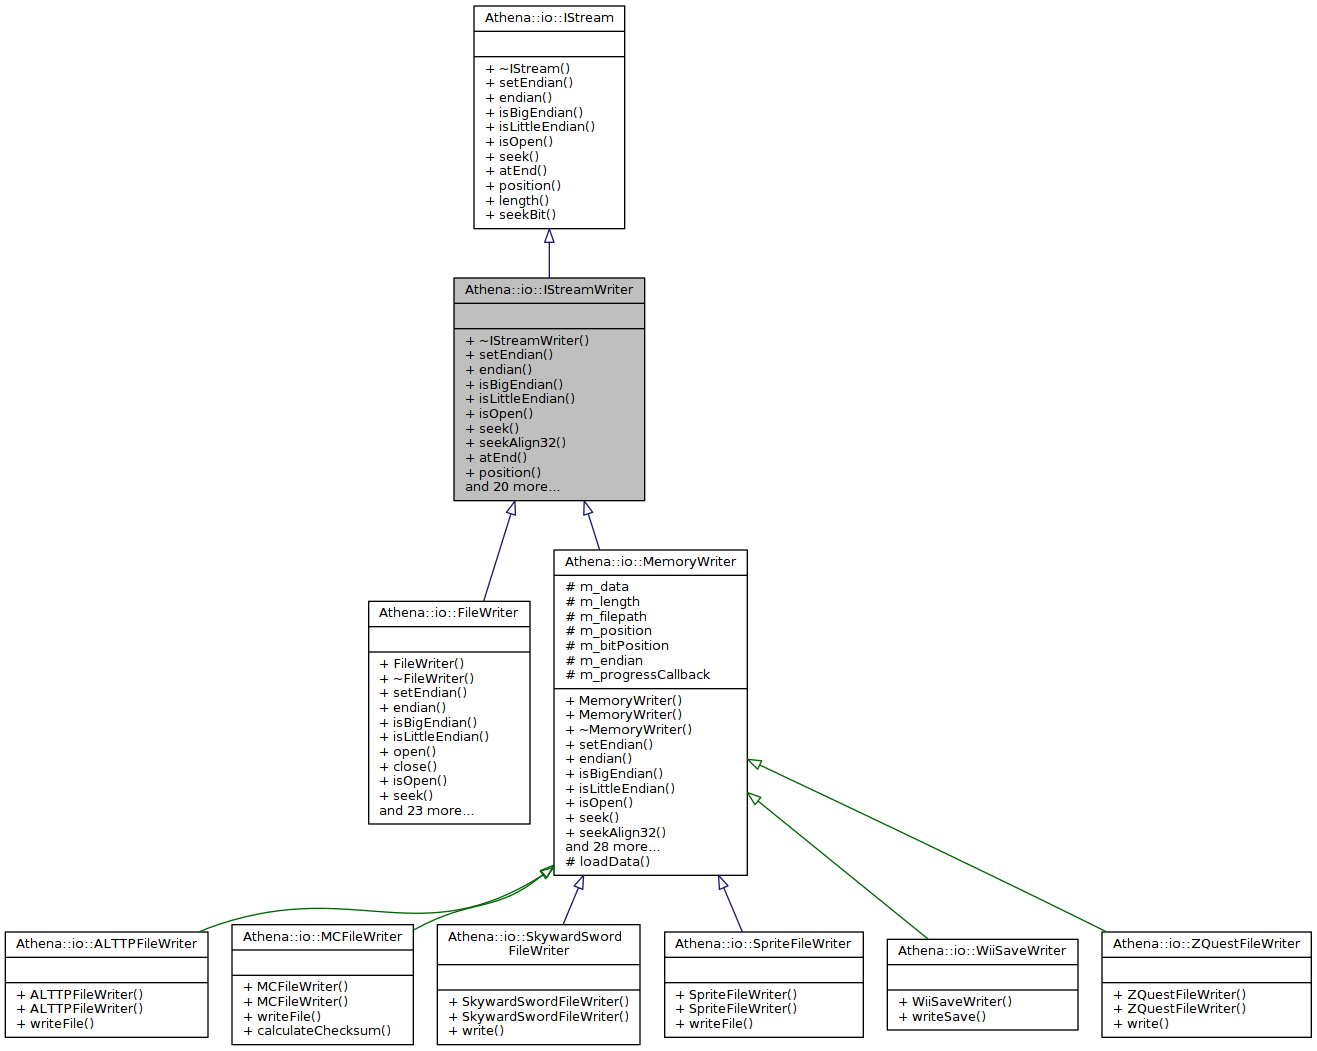 Athena::io::IStream
+ ~IStream()
+ setEndian()
+ endian()
+ isBigEndian()
+ isLittleEndian()
+ isOpen()
+ seek()
+ atEnd()
+ position()
+ length()
+ seekBit()
Athena::io::IStreamWriter
+ ~IStreamWriter()
+ setEndian()
+ endian()
+ isBigEndian()
+ isLittleEndian()
+ isOpen()
+ seek()
+ seekAlign32()
+ atEnd()
+ position()
and 20 more...
Athena::io::FileWriter
+ FileWriter()
+ ~FileWriter()
+ setEndian()
+ endian()
+ isBigEndian()
+ isLittleEndian()
+ open()
+ close()
+ isOpen()
+ seek()
and 23 more...
Athena::io::MemoryWriter
# m_data
# m_length
# m_filepath
# m_position
# m_bitPosition
# m_endian
# m_progressCallback
+ MemoryWriter()
+ MemoryWriter()
+ ~MemoryWriter()
+ setEndian()
+ endian()
+ isBigEndian()
+ isLittleEndian()
+ isOpen()
+ seek()
+ seekAlign32()
and 28 more...
# loadData()
Athena::io::ALTTPFileWriter
+ ALTTPFileWriter()
+ ALTTPFileWriter()
+ writeFile()
Athena::io::MCFileWriter
+ MCFileWriter()
+ MCFileWriter()
+ writeFile()
+ calculateChecksum()
Athena::io::SkywardSword
FileWriter
+ SkywardSwordFileWriter()
+ SkywardSwordFileWriter()
+ write()
Athena::io::SpriteFileWriter
+ SpriteFileWriter()
+ SpriteFileWriter()
+ writeFile()
Athena::io::WiiSaveWriter
+ WiiSaveWriter()
+ writeSave()
Athena::io::ZQuestFileWriter
+ ZQuestFileWriter()
+ ZQuestFileWriter()
+ write()